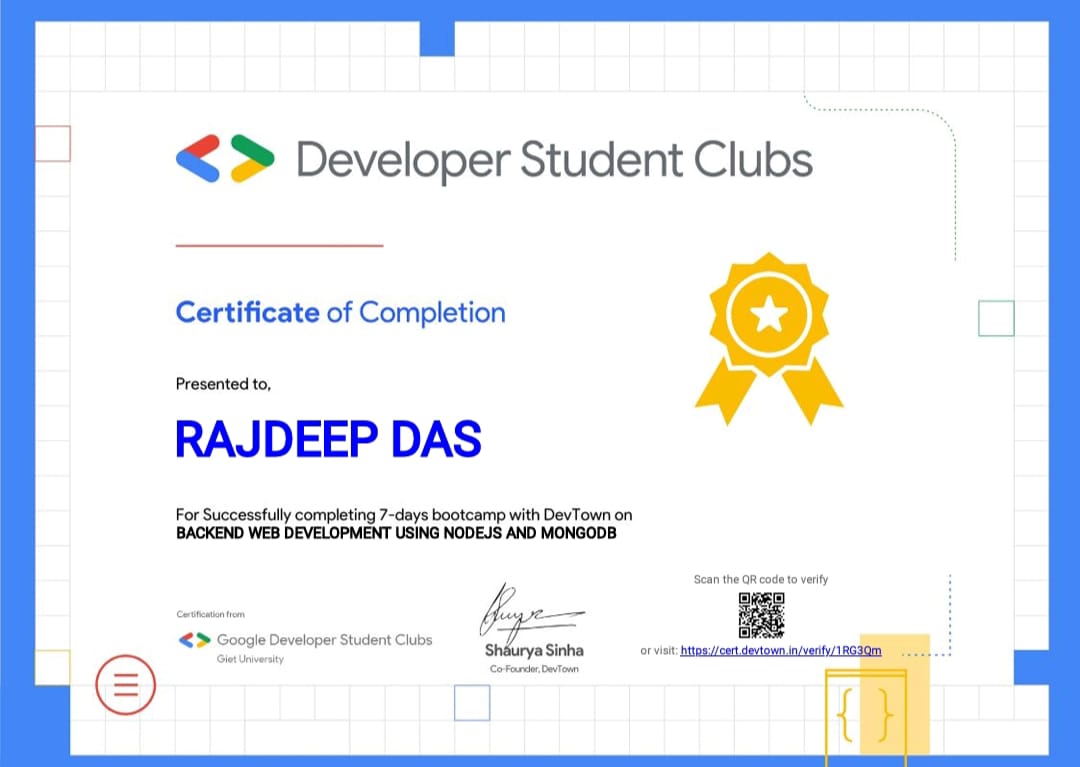 Developer Student Clubs
Certificate of Completion
Presented to,
RAJDEEP DAS
For Successfully completing 7-days bootcamp with DevTown on
BACKEND WEB DEVELOPMENT USING NODEJS AND MONGODB
Certification from
Google Developer Student Clubs
Giet University
Shaurya Sinha
Co-Founder, DevTown
Scan the QR code to verify
or visit: https://cert.devtown.in/verify/1RG3Qm
{ }